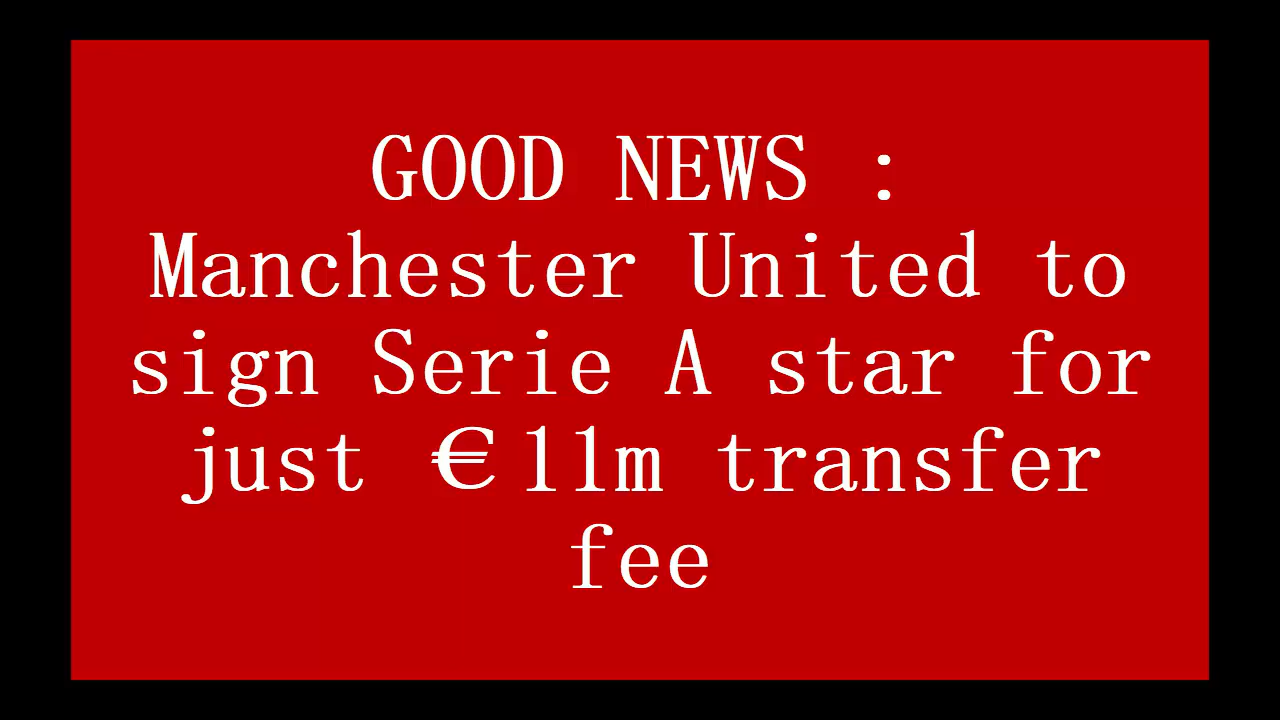 GOOD NEWS :
Manchester United to
sign Serie A star for
just €11m transfer
fee